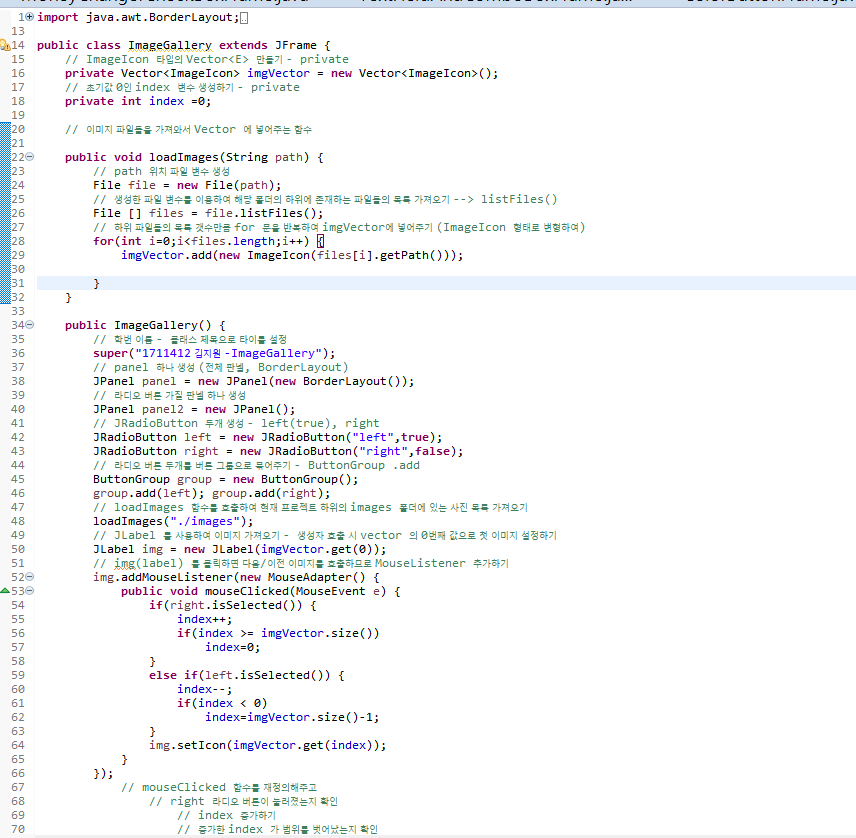 1 import java.awt.BorderLayout;
13
14 public class ImageGallery extends JFrame {
15 // ImageIcon 타입의 Vector<E> 만들기 - private
16 private Vector<ImageIcon> imgVector = new Vector<ImageIcon>();
17 // 초기값 0인 index 변수 생성하기 - private
18 private int index =0;
19
20 // 이미지 파일들을 가져와서 Vector 에 넣어주는 함수
21
22 public void loadImages(String path) {
23 // path 위치 파일 변수 생성
24 File file = new File(path);
25 // 생성한 파일 변수를 이용하여 해당 폴더의 하위에 존재하는 파일들의 목록 가져오기 --> listFiles()
26 File [] files = file.listFiles();
27 // 하위 파일들의 목록 갯수만큼 for 문을 반복하여 imgVector에 넣어주기 (ImageIcon 형태로 변형하여)
28 for(int i=0;i<files.length;i++) {
29 imgVector.add(new ImageIcon(files[i].getPath()));
30
31 }
32 }
33
34 public ImageGallery() {
35 // 학번 이름 - 클래스 제목으로 타이틀 설정
36 super("1711412 김지원 -ImageGallery");
37 // panel 하나 생성 (전체 판넬, BorderLayout)
38 JPanel panel = new JPanel(new BorderLayout());
39 // 라디오 버튼 가질 판넬 하나 생성
40 JPanel panel2 = new JPanel();
41 // JRadioButton 두개 생성 - left(true), right
42 JRadioButton left = new JRadioButton("left",true);
43 JRadioButton right = new JRadioButton("right",false);
44 // 라디오 버튼 두개를 버튼 그룹으로 묶어주기 - ButtonGroup .add
45 ButtonGroup group = new ButtonGroup();
46 group.add(left); group.add(right);
47 // loadImages 함수를 호출하여 현재 프로젝트 하위의 images 폴더에 있는 사진 목록 가져오기
48 loadImages("./images");
49 // JLabel 를 사용하여 이미지 가져오기 - 생성자 호출 시 vector 의 0번째 값으로 첫 이미지 설정하기
50 JLabel img = new JLabel(imgVector.get(0));
51 // img(label) 를 클릭하면 다음/이전 이미지를 호출하므로 MouseListener 추가하기
52 img.addMouseListener(new MouseAdapter() {
53 public void mouseClicked(MouseEvent e) {
54 if(right.isSelected()) {
55 index++;
56 if(index >= imgVector.size())
57 index=0;
58 }
59 else if(left.isSelected()) {
60 index--;
61 if(index < 0)
62 index=imgVector.size()-1;
63 }
64 img.setIcon(imgVector.get(index));
65 }
66 });
67 // mouseClicked 함수를 재정의해주고
68 // right 라디오 버튼이 눌러졌는지 확인
69 // index 증가하기
70 // 증가한 index 가 범위를 벗어났는지 확인